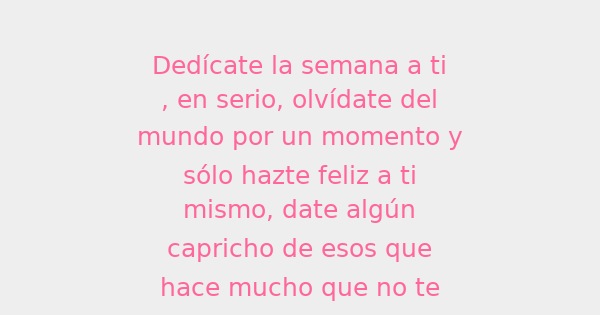 Dedícate la semana a ti
, en serio, olvídate del
mundo por un momento y
sólo hazte feliz a ti
mismo, date algún
capricho de esos que
hace mucho que no te